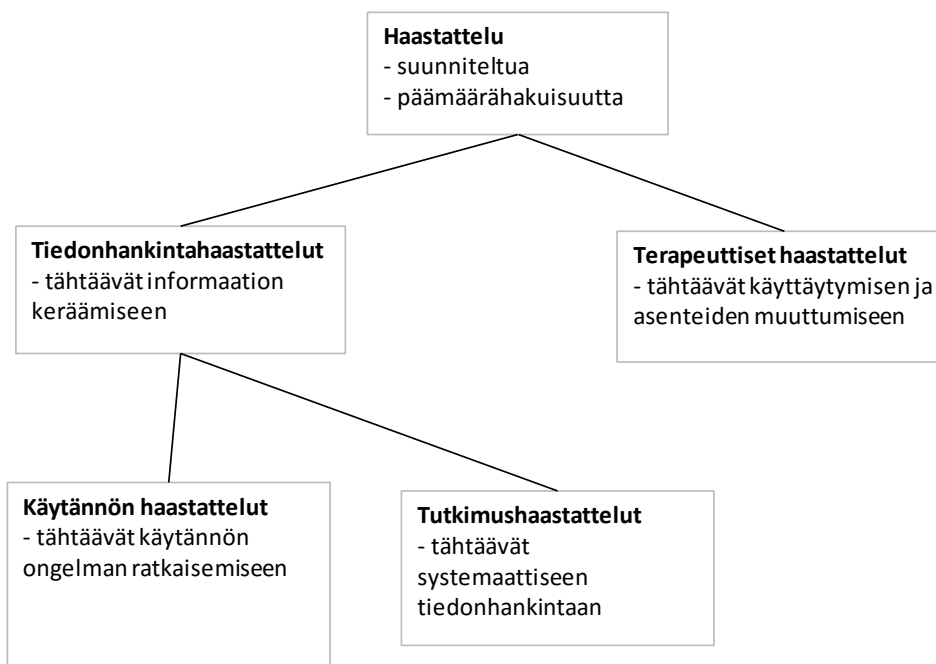 Haastattelu
- suunniteltua
- päämäärähakuisuutta
Tiedonhankintahaastattelut
- tähtäävät informaation
keräämiseen
Terapeuttiset haastattelut
- tähtäävät käyttäytymisen ja
asenteiden muuttumiseen
Käytännön haastattelut
- tähtäävät käytännön
ongelman ratkaisemiseen
Tutkimushaastattelut
- tähtäävät
systemaattiseen
tiedonhankintaan